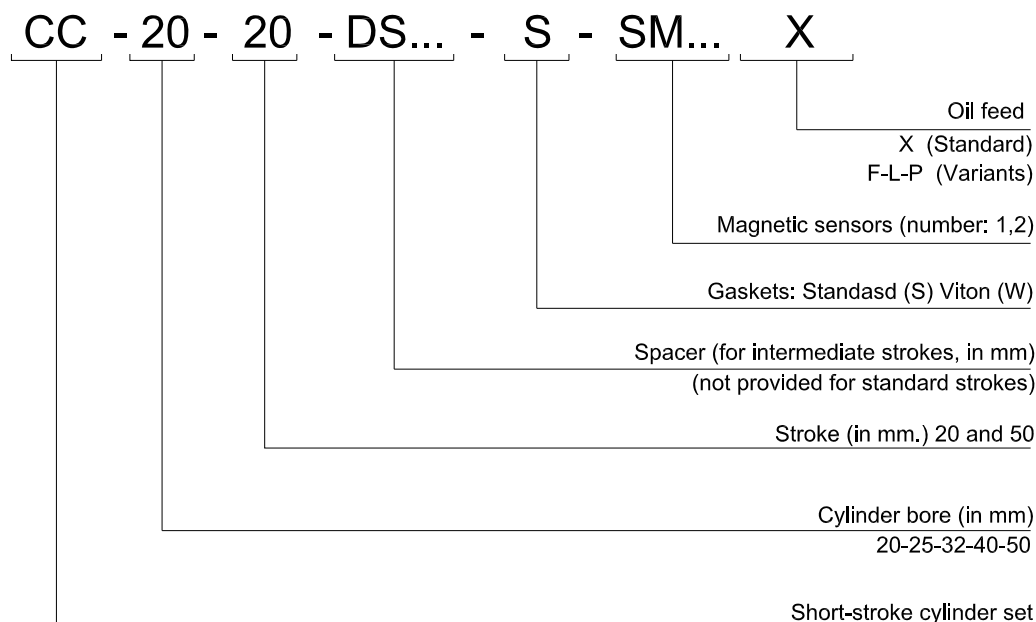 CC - 20 - 20 - DS... - S - SM... X
Oil feed
X (Standard)
F-L-P (Variants)
Magnetic sensors (number: 1,2)
Gaskets: Standasd (S) Viton (W)
Spacer (for intermediate strokes, in mm)
(not provided for standard strokes)
Stroke (in mm.) 20 and 50
Cylinder bore (in mm)
20-25-32-40-50
Short-stroke cylinder set